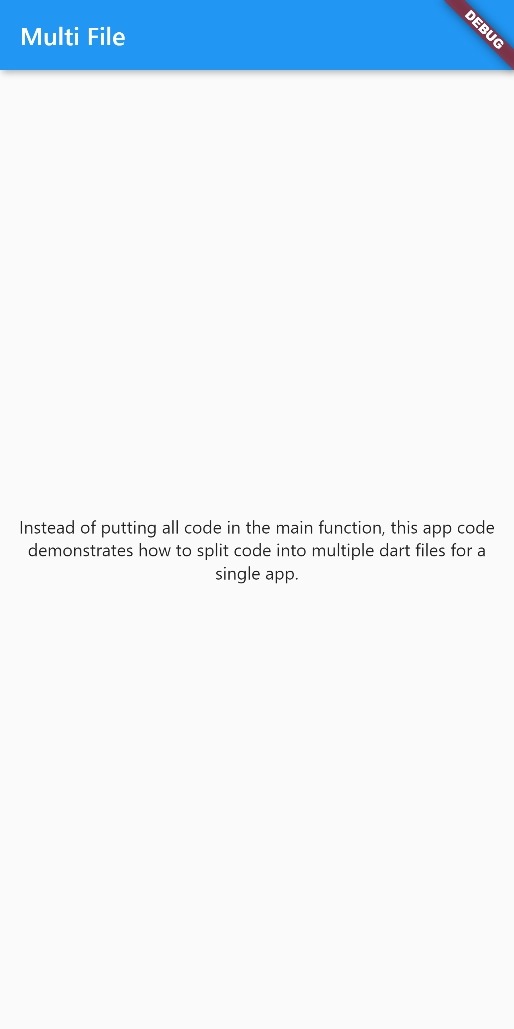 Multi File
DEBUG
Instead of putting all code in the main function, this app code
demonstrates how to split code into multiple dart files for a
single app.